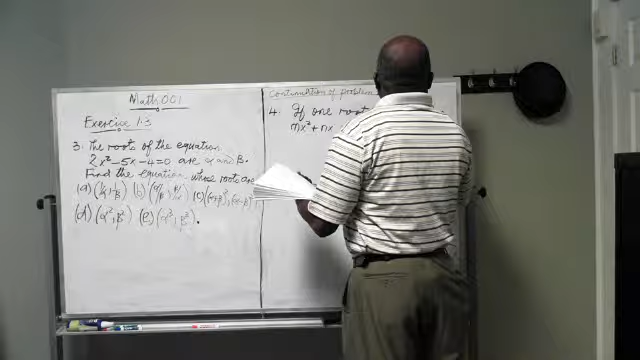 Math 001
Exercise 1:3
3. The roots of the equation
2x² - 5x - 4 = 0 are α and β.
Find the equation whose roots are
(a) (1/α, 1/β) (b) (α/β, β/α) (c) (α+β)², (α-β)
(d) (α², β²) (e) (α³, β³).
Continuation of problem
4. If one root
mx² + nx